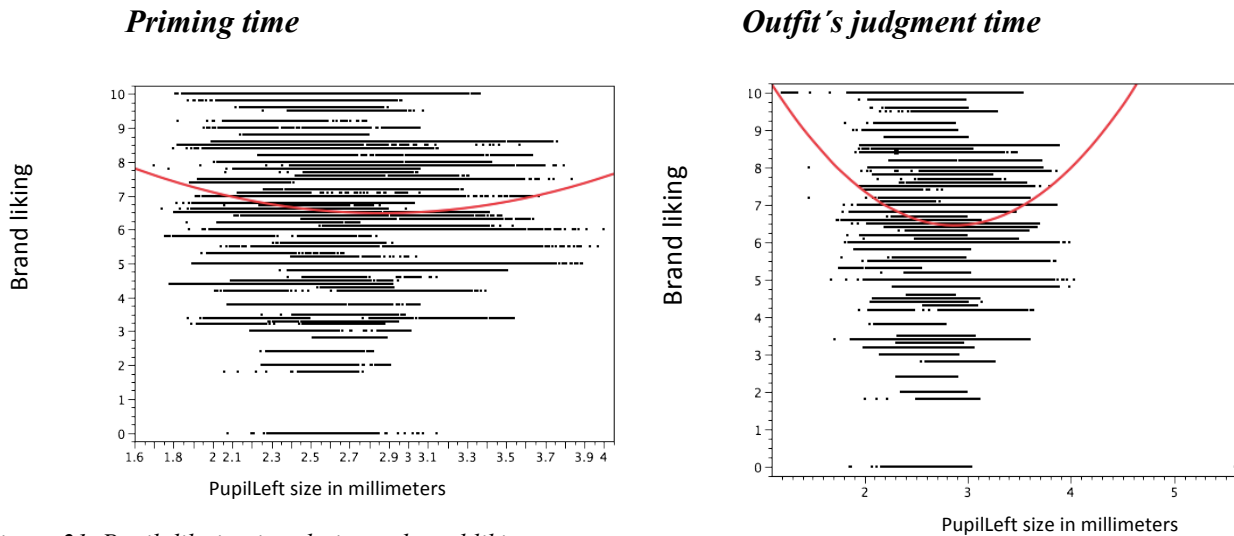 Priming time
Outfit´s judgment time
Brand liking
10
9
8
7
6
5
4
3
2
1
0
1.6 1.8 2 2.1 2.3 2.5 2.7 2.9 3 3.1 3.3 3.5 3.7 3.9 4
PupilLeft size in millimeters
Brand liking
10
9
8
7
6
5
4
3
2
1
0
2 3 4 5
PupilLeft size in millimeters